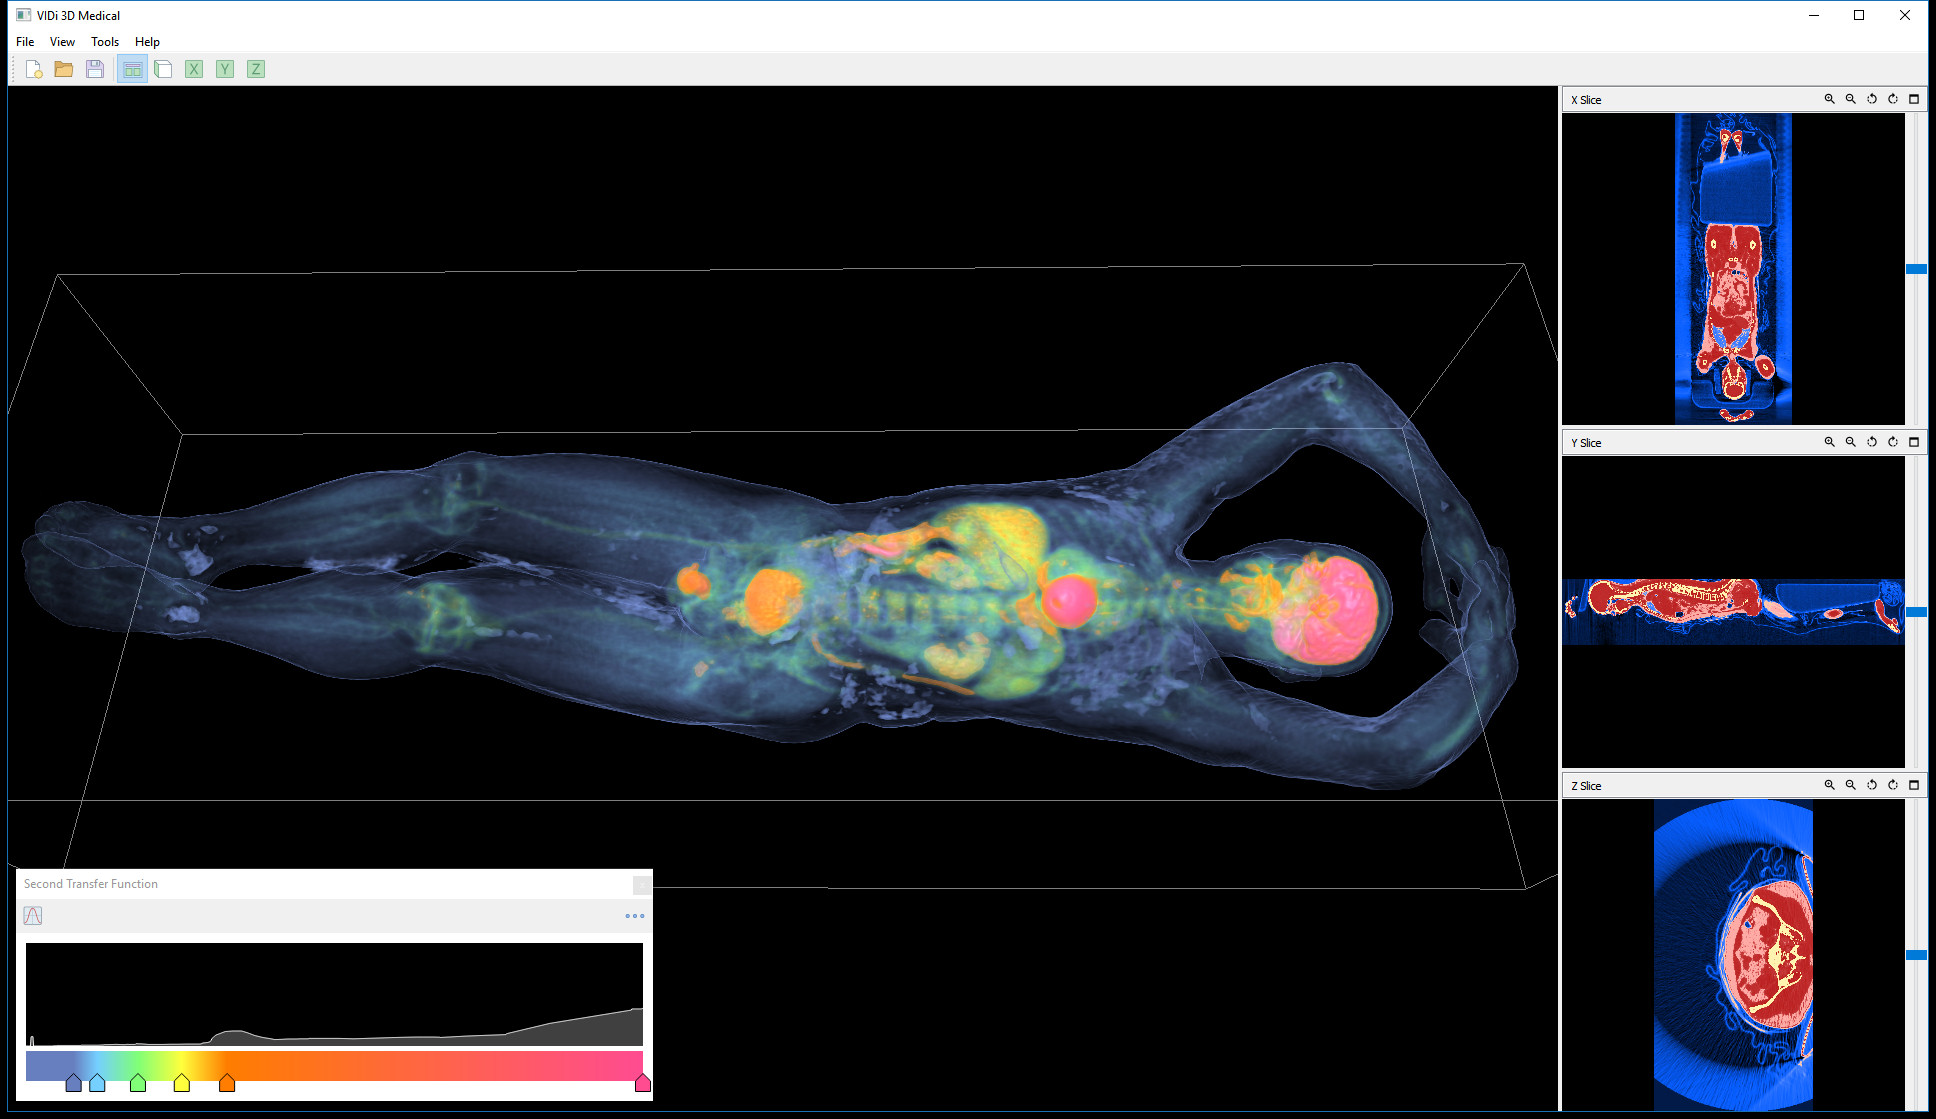 VIDi 3D Medical
File View Tools Help
X Y Z
X Slice
Y Slice
Z Slice
Second Transfer Function